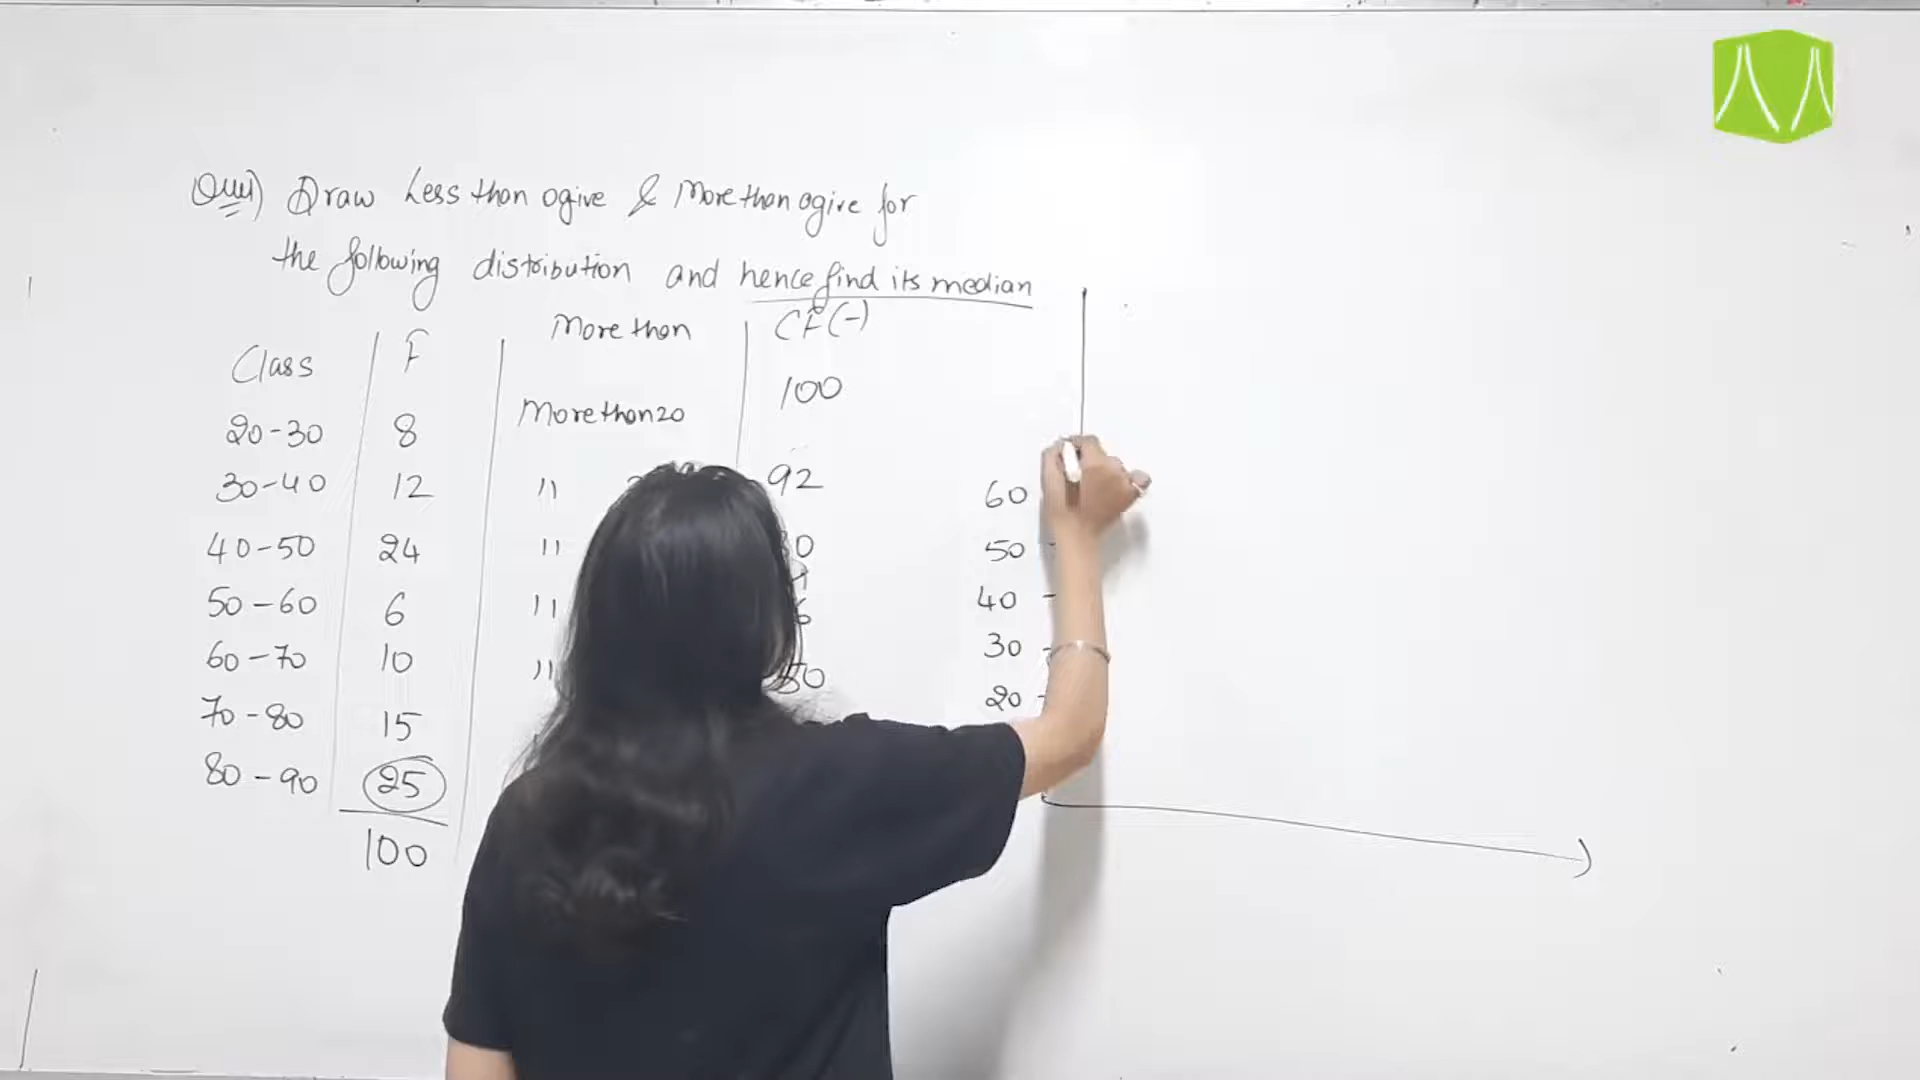 Que1) Draw Less than ogive & More than ogive for
the following distribution and hence find its median
Class F More than CF(-)
20-30 8 More than 20 100
30-40 12 " 92
40-50 24 "
50-60 6 "
60-70 10 " 50
70-80 15
80-90 25
100
60
50
40
30
20